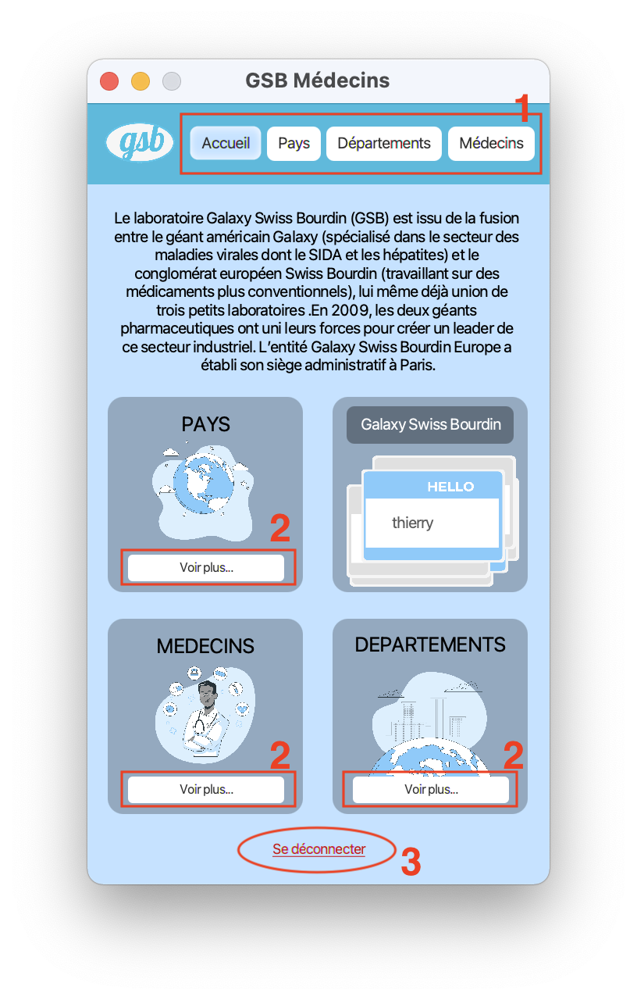 GSB Médecins
1
gsb
Accueil
Pays
Départements
Médecins
Le laboratoire Galaxy Swiss Bourdin (GSB) est issu de la fusion
entre le géant américain Galaxy (spécialisé dans le secteur des
maladies virales dont le SIDA et les hépatites) et le
conglomérat européen Swiss Bourdin (travaillant sur des
médicaments plus conventionnels), lui même déjà union de
trois petits laboratoires .En 2009, les deux géants
pharmaceutiques ont uni leurs forces pour créer un leader de
ce secteur industriel. L'entité Galaxy Swiss Bourdin Europe a
établi son siège administratif à Paris.
PAYS
2
Voir plus...
Galaxy Swiss Bourdin
HELLO
thierry
MEDECINS
2
Voir plus...
DEPARTEMENTS
2
Voir plus...
Se déconnecter
3